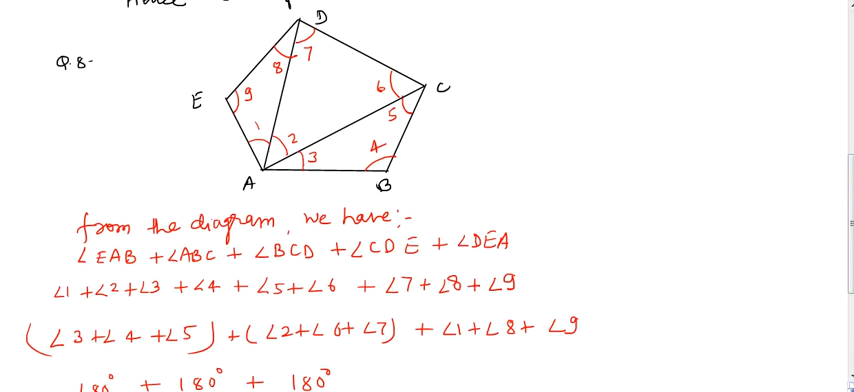 Hence
D
Q.8-
8 7
E 9 6 C
5
1 2 4
3
A B
from the diagram, we have:-
∠EAB + ∠ABC + ∠BCD + ∠CDE + ∠DEA
∠1 + ∠2 + ∠3 + ∠4 + ∠5 + ∠6 + ∠7 + ∠8 + ∠9
(∠3 + ∠4 + ∠5) + (∠2 + ∠6 + ∠7) + ∠1 + ∠8 + ∠9
180° + 180° + 180°